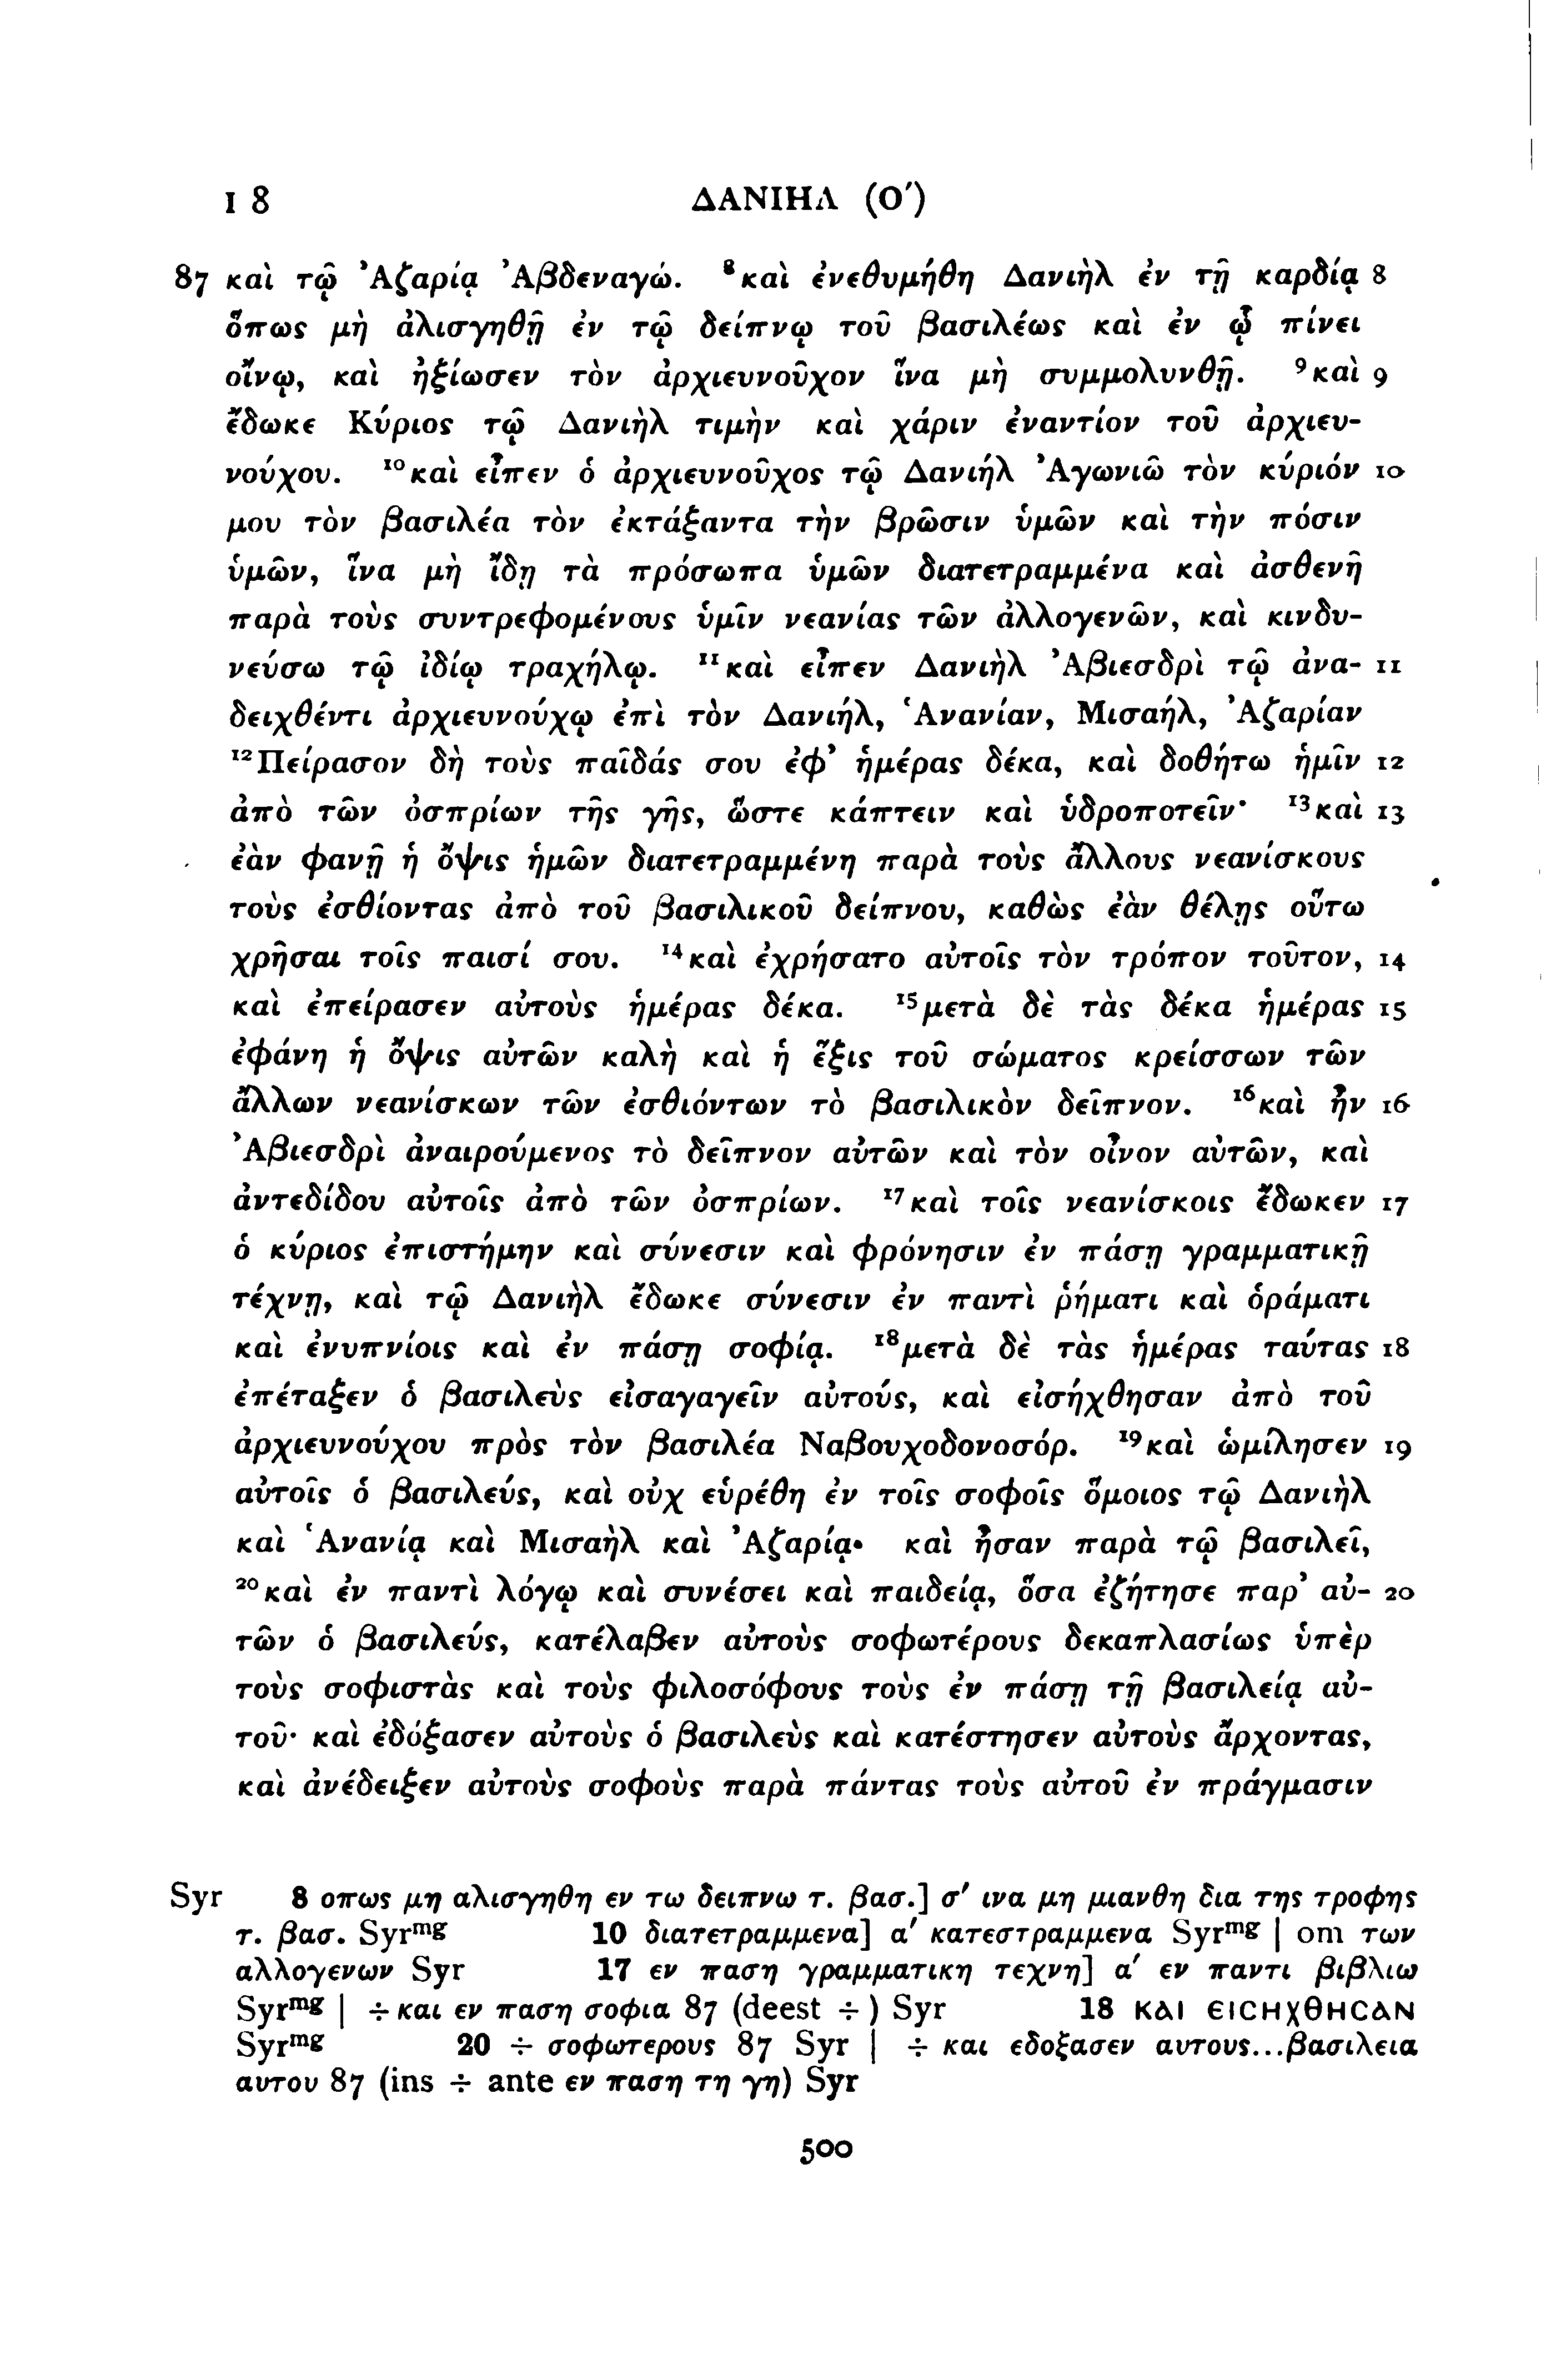 1 8 ΔΑΝΙΗΛ (Ο')
87 καὶ τῷ Ἀζαρίᾳ Ἀβδεναγώ. ⁸καὶ ἐνεθυμήθη Δανιὴλ ἐν τῇ καρδίᾳ 8
ὅπως μὴ ἀλισγηθῇ ἐν τῷ δείπνῳ τοῦ βασιλέως καὶ ἐν ᾧ πίνει
οἴνῳ, καὶ ἠξίωσεν τὸν ἀρχιευνοῦχον ἵνα μὴ συμμολυνθῇ. ⁹καὶ 9
ἔδωκε Κύριος τῷ Δανιὴλ τιμὴν καὶ χάριν ἐναντίον τοῦ ἀρχιευ-
νούχου. ¹⁰καὶ εἶπεν ὁ ἀρχιευνοῦχος τῷ Δανιήλ Ἀγωνιῶ τὸν κύριόν 10
μου τὸν βασιλέα τὸν ἐκτάξαντα τὴν βρῶσιν ὑμῶν καὶ τὴν πόσιν
ὑμῶν, ἵνα μὴ ἴδῃ τὰ πρόσωπα ὑμῶν διατετραμμένα καὶ ἀσθενῆ
παρὰ τοὺς συντρεφομένους ὑμῖν νεανίας τῶν ἀλλογενῶν, καὶ κινδυ-
νεύσω τῷ ἰδίῳ τραχήλῳ. ¹¹καὶ εἶπεν Δανιὴλ Ἀβιεσδρὶ τῷ ἀνα- 11
δειχθέντι ἀρχιευνούχῳ ἐπὶ τὸν Δανιήλ, Ἁνανίαν, Μισαήλ, Ἀζαρίαν
¹²Πείρασον δὴ τοὺς παῖδάς σου ἐφ' ἡμέρας δέκα, καὶ δοθήτω ἡμῖν 12
ἀπὸ τῶν ὀσπρίων τῆς γῆς, ὥστε κάπτειν καὶ ὑδροποτεῖν· ¹³καὶ 13
ἐὰν φανῇ ἡ ὄψις ἡμῶν διατετραμμένη παρὰ τοὺς ἄλλους νεανίσκους
τοὺς ἐσθίοντας ἀπὸ τοῦ βασιλικοῦ δείπνου, καθὼς ἐὰν θέλῃς οὕτω
χρῆσαι τοῖς παισί σου. ¹⁴καὶ ἐχρήσατο αὐτοῖς τὸν τρόπον τοῦτον, 14
καὶ ἐπείρασεν αὐτοὺς ἡμέρας δέκα. ¹⁵μετὰ δὲ τὰς δέκα ἡμέρας 15
ἐφάνη ἡ ὄψις αὐτῶν καλὴ καὶ ἡ ἕξις τοῦ σώματος κρείσσων τῶν
ἄλλων νεανίσκων τῶν ἐσθιόντων τὸ βασιλικὸν δεῖπνον. ¹⁶καὶ ἦν 16
Ἀβιεσδρὶ ἀναιρούμενος τὸ δεῖπνον αὐτῶν καὶ τὸν οἶνον αὐτῶν, καὶ
ἀντεδίδου αὐτοῖς ἀπὸ τῶν ὀσπρίων. ¹⁷καὶ τοῖς νεανίσκοις ἔδωκεν 17
ὁ κύριος ἐπιστήμην καὶ σύνεσιν καὶ φρόνησιν ἐν πάσῃ γραμματικῇ
τέχνῃ, καὶ τῷ Δανιὴλ ἔδωκε σύνεσιν ἐν παντὶ ῥήματι καὶ ὁράματι
καὶ ἐνυπνίοις καὶ ἐν πάσῃ σοφίᾳ. ¹⁸μετὰ δὲ τὰς ἡμέρας ταύτας 18
ἐπέταξεν ὁ βασιλεὺς εἰσαγαγεῖν αὐτούς, καὶ εἰσήχθησαν ἀπὸ τοῦ
ἀρχιευνούχου πρὸς τὸν βασιλέα Ναβουχοδονοσόρ. ¹⁹καὶ ὡμίλησεν 19
αὐτοῖς ὁ βασιλεύς, καὶ οὐχ εὑρέθη ἐν τοῖς σοφοῖς ὅμοιος τῷ Δανιὴλ
καὶ Ἁνανίᾳ καὶ Μισαὴλ καὶ Ἀζαρίᾳ· καὶ ἦσαν παρὰ τῷ βασιλεῖ,
²⁰καὶ ἐν παντὶ λόγῳ καὶ συνέσει καὶ παιδείᾳ, ὅσα ἐζήτησε παρ' αὐ- 20
τῶν ὁ βασιλεύς, κατέλαβεν αὐτοὺς σοφωτέρους δεκαπλασίως ὑπὲρ
τοὺς σοφιστὰς καὶ τοὺς φιλοσόφους τοὺς ἐν πάσῃ τῇ βασιλείᾳ αὐ-
τοῦ· καὶ ἐδόξασεν αὐτοὺς ὁ βασιλεὺς καὶ κατέστησεν αὐτοὺς ἄρχοντας,
καὶ ἀνέδειξεν αὐτοὺς σοφοὺς παρὰ πάντας τοὺς αὐτοῦ ἐν πράγμασιν
Syr 8 οπως μη αλισγηθη εν τω δειπνω τ. βασ.] σ' ινα μη μιανθη δια της τροφης
τ. βασ. Syrᵐᵍ 10 διατετραμμενα] α' κατεστραμμενα Syrᵐᵍ | om των
αλλογενων Syr 17 εν παση γραμματικη τεχνη] α' εν παντι βιβλιω
Syrᵐᵍ | ÷ και εν παση σοφια 87 (deest ÷) Syr 18 ΚΑΙ ΕΙCΗΧΘΗCΑΝ
Syrᵐᵍ 20 ÷ σοφωτερους 87 Syr | ÷ και εδοξασεν αυτους...βασιλεια
αυτου 87 (ins ÷ ante εν παση τη γη) Syr
500